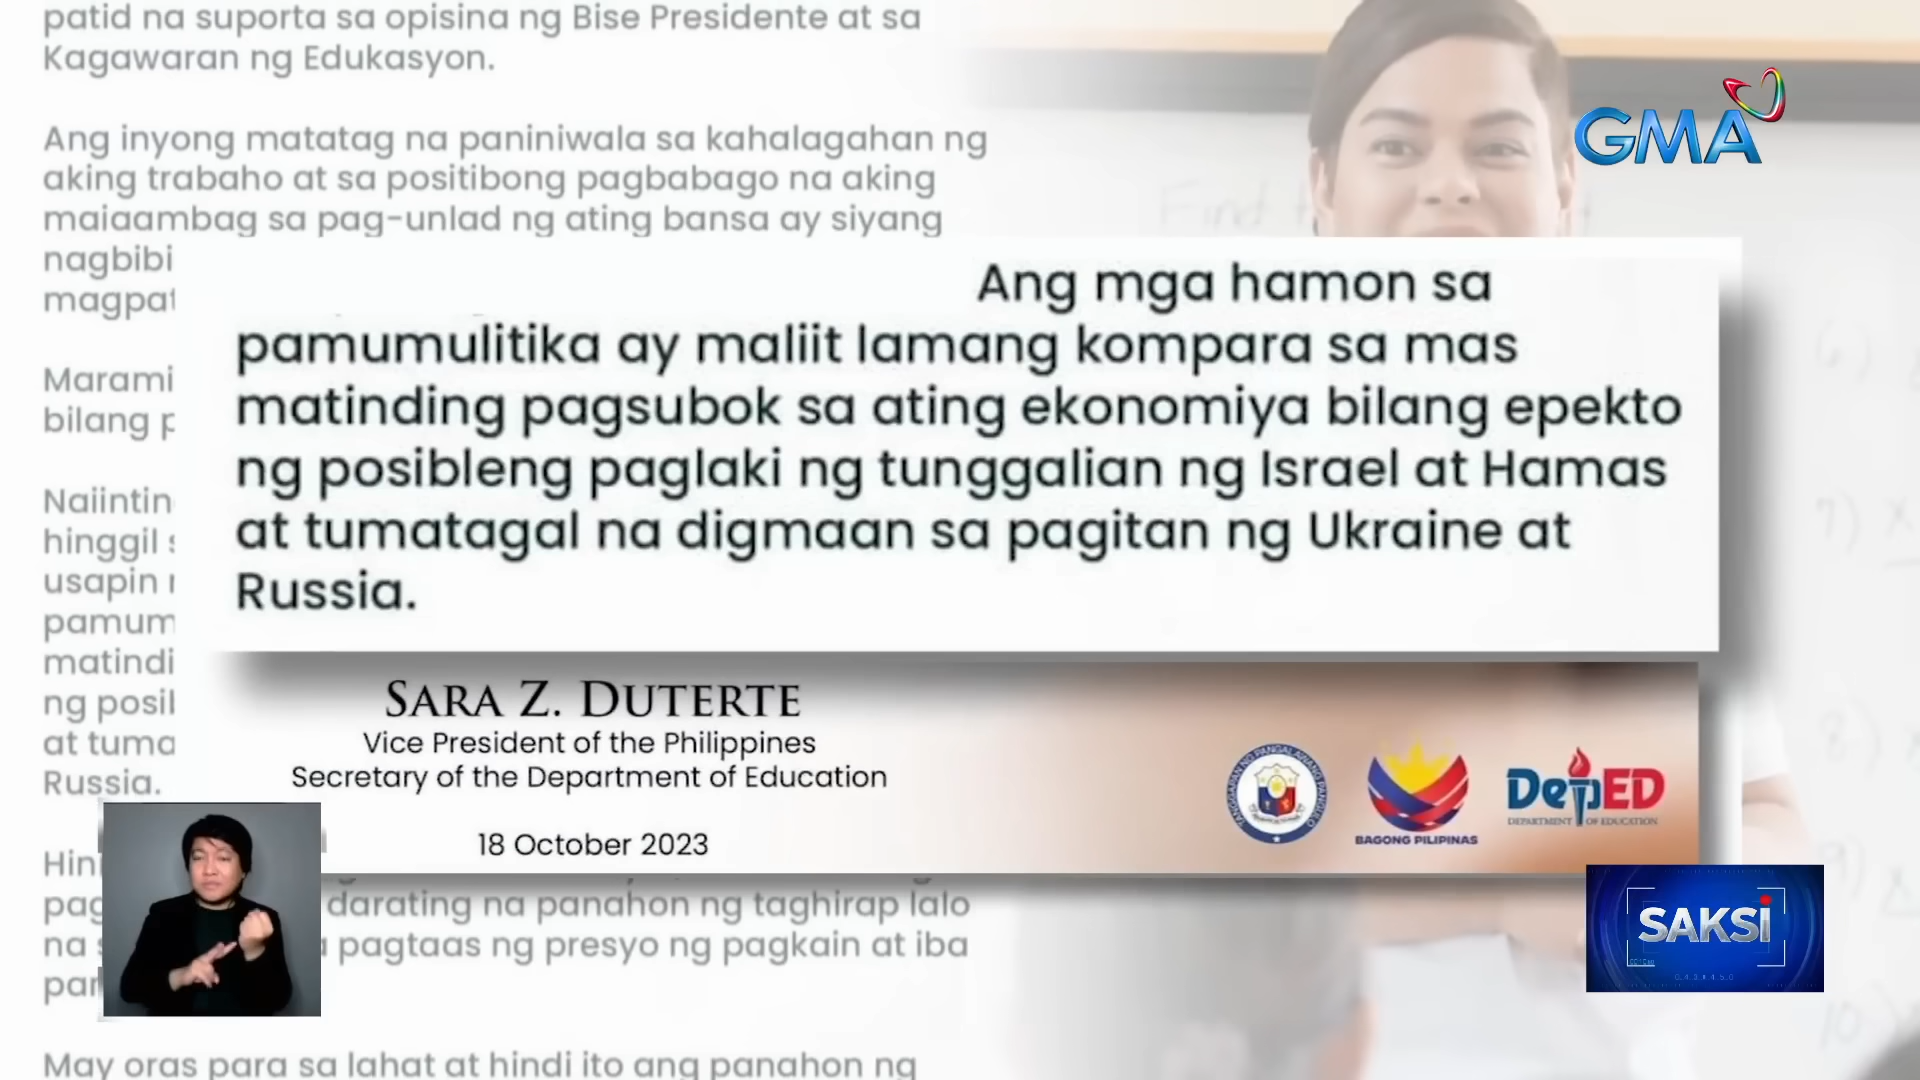 patid na suporta sa opisina ng Bise Presidente at sa
Kagawaran ng Edukasyon.
Ang inyong matatag na paniniwala sa kahalagahan ng
aking trabaho at sa positibong pagbabago na aking
maiaambag sa pag-unlad ng ating bansa ay siyang
GMA
Ang mga hamon sa
pamumulitika ay maliit lamang kompara sa mas
matinding pagsubok sa ating ekonomiya bilang epekto
ng posibleng paglaki ng tunggalian ng Israel at Hamas
at tumatagal na digmaan sa pagitan ng Ukraine at
Russia.
Marami
bilang
hinggil
usapin
Russia.
SARA Z. DUTERTE
Vice President of the Philippines
Secretary of the Department of Education
18 October 2023
BAGONG PILIPINAS
DepED
DEPARTMENT OF EDUCATION
darating na panahon ng taghirap lalo
na
pagtaas ng presyo ng pagkain at iba
May oras para sa lahat at hindi ito ang panahon ng
SAKSI